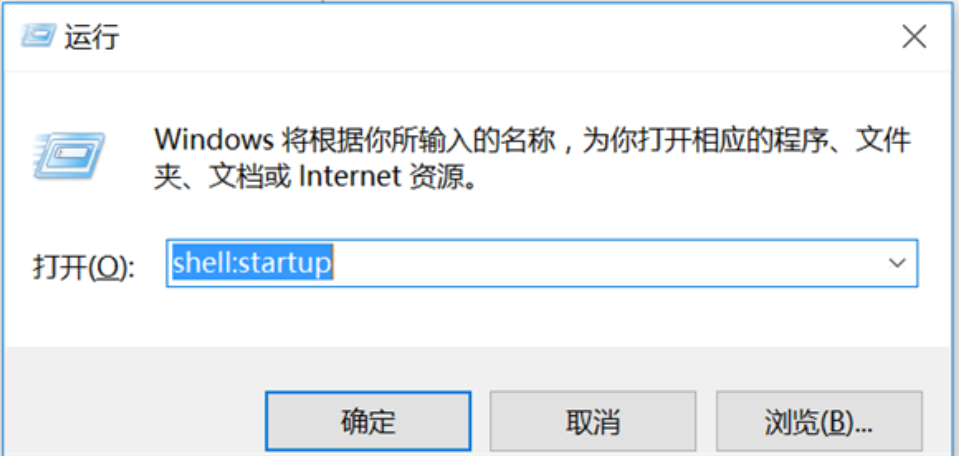 运行
Windows 将根据你所输入的名称，为你打开相应的程序、文件
夹、文档或 Internet 资源。
打开(O): shell:startup
确定 取消 浏览(B)...